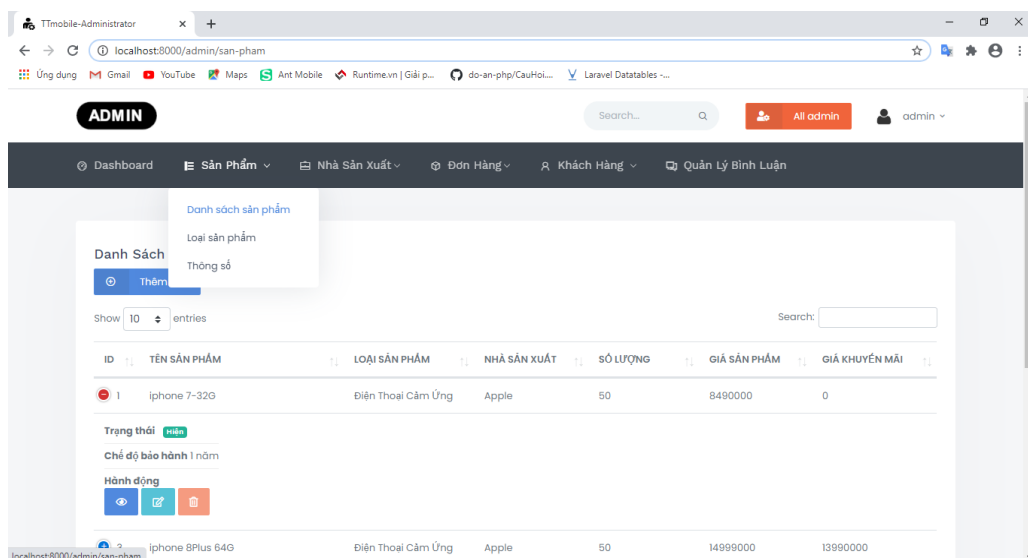 TTmobile-Administrator
localhost:8000/admin/san-pham
Ứng dụng Gmail YouTube Maps Ant Mobile Runtime.vn | Giải p... do-an-php/CauHoi.... Laravel Datatables -...
ADMIN Search... All admin admin
Dashboard Sản Phẩm Nhà Sản Xuất Đơn Hàng Khách Hàng Quản Lý Bình Luận
Danh sách sản phẩm
Loại sản phẩm
Thông số
Danh Sách
Thêm
Show 10 entries Search:
ID TÊN SẢN PHẨM LOẠI SẢN PHẨM NHÀ SẢN XUẤT SỐ LƯỢNG GIÁ SẢN PHẨM GIÁ KHUYẾN MÃI
1 iphone 7-32G Điện Thoại Cảm Ứng Apple 50 8490000 0
Trạng thái Hiện
Chế độ bảo hành 1 năm
Hành động
iphone 8Plus 64G Điện Thoại Cảm Ứng Apple 50 14999000 13990000
localhost:8000/admin/san-pham